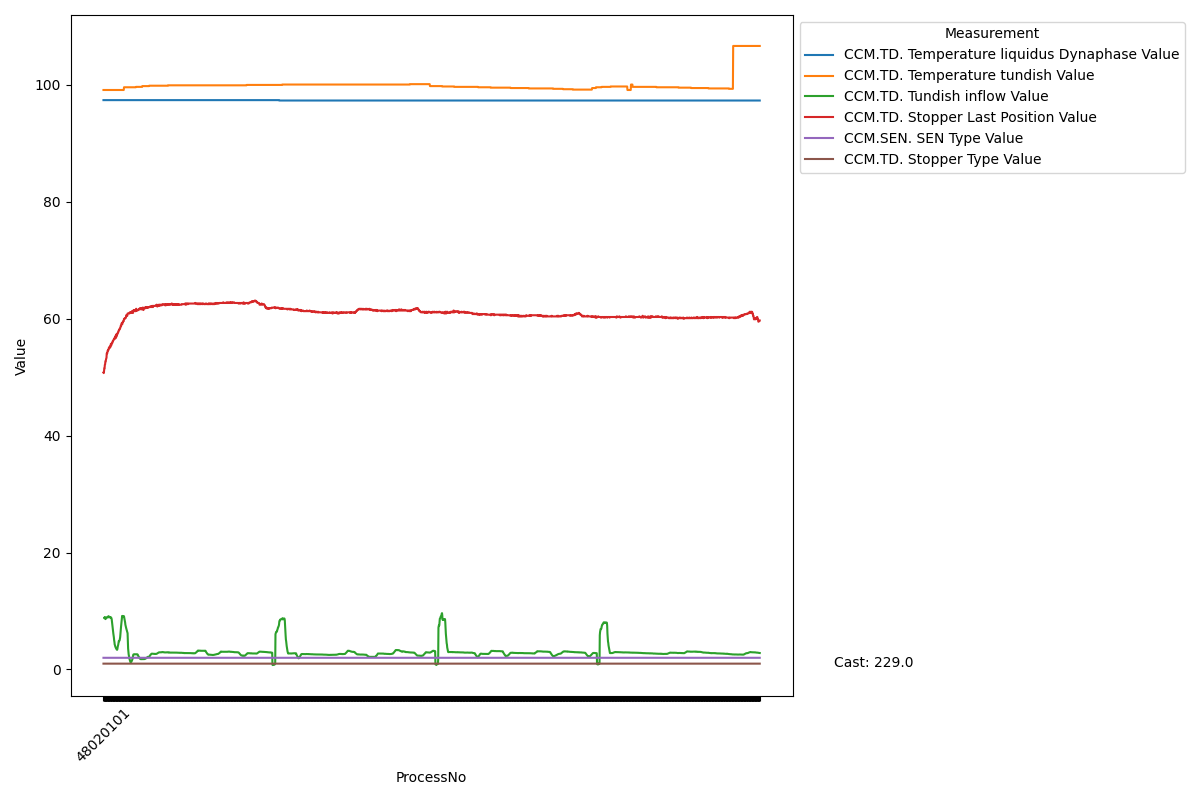 Measurement
CCM.TD. Temperature liquidus Dynaphase Value
CCM.TD. Temperature tundish Value
CCM.TD. Tundish inflow Value
CCM.TD. Stopper Last Position Value
CCM.SEN. SEN Type Value
CCM.TD. Stopper Type Value
100
80
60
40
20
0
Value
Cast: 229.0
48020101
ProcessNo